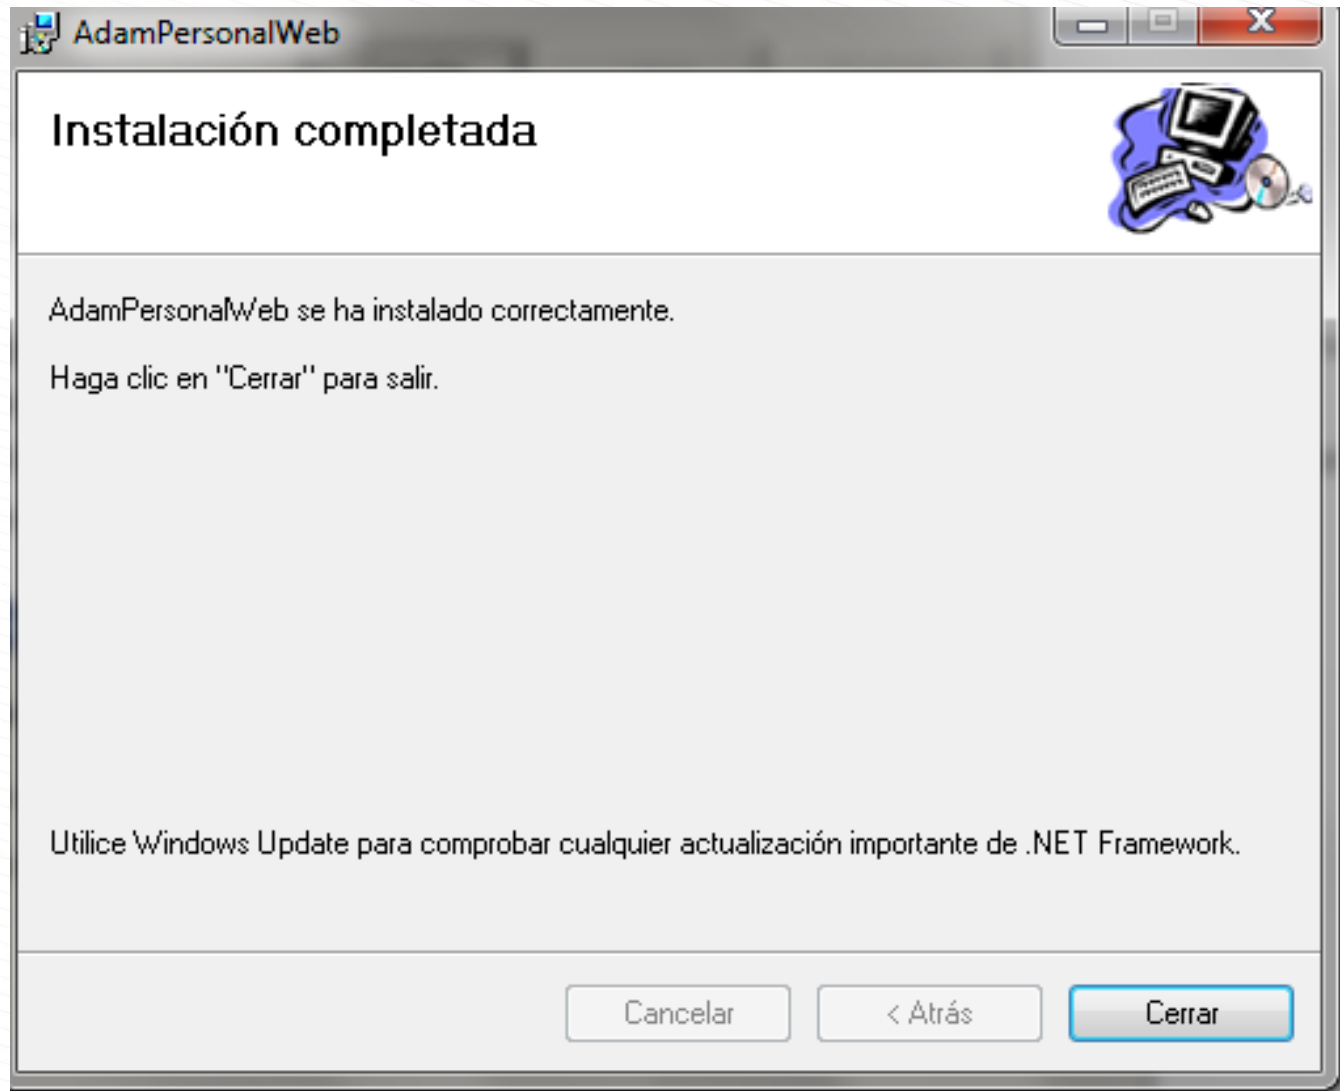 AdamPersonalWeb
Instalación completada
AdamPersonalWeb se ha instalado correctamente.
Haga clic en "Cerrar" para salir.
Utilice Windows Update para comprobar cualquier actualización importante de .NET Framework.
Cancelar
< Atrás
Cerrar